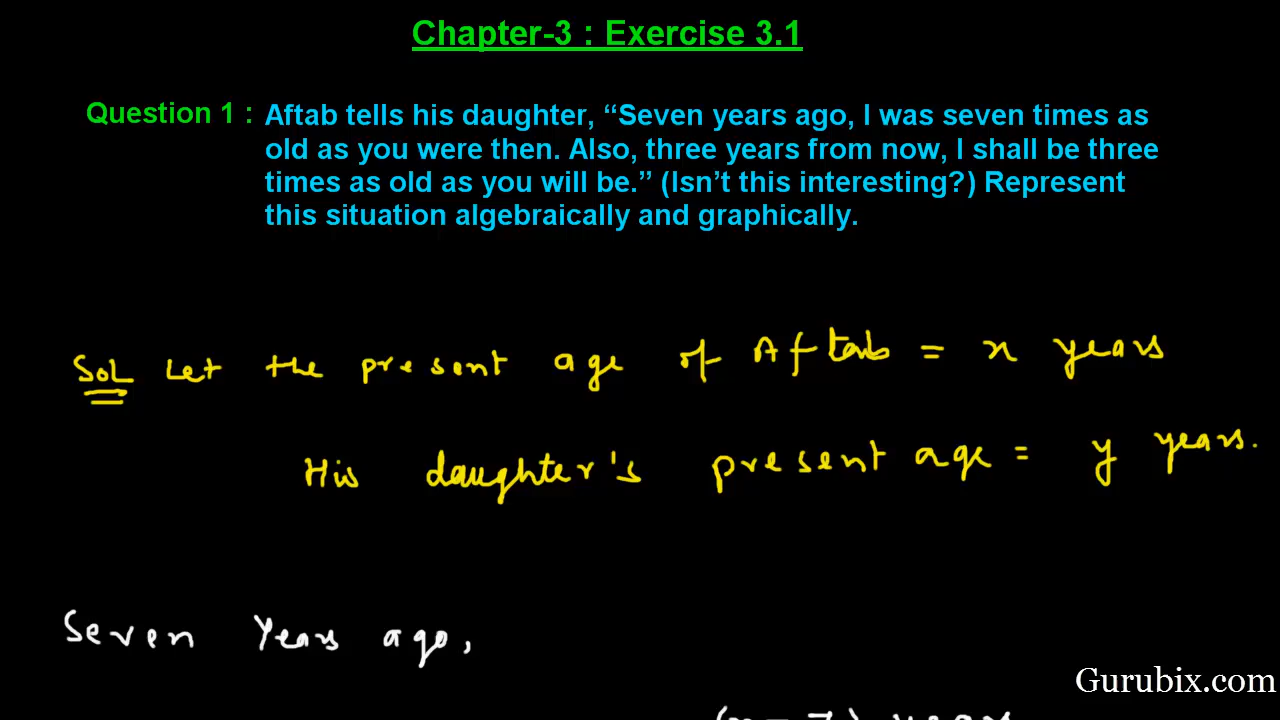 Chapter-3 : Exercise 3.1
Question 1 : Aftab tells his daughter, “Seven years ago, I was seven times as
old as you were then. Also, three years from now, I shall be three
times as old as you will be.” (Isn’t this interesting?) Represent
this situation algebraically and graphically.
Sol Let the present age of Aftab = x years
His daughter's present age = y years.
Seven Years ago,
(x - 7) years
Gurubix.com